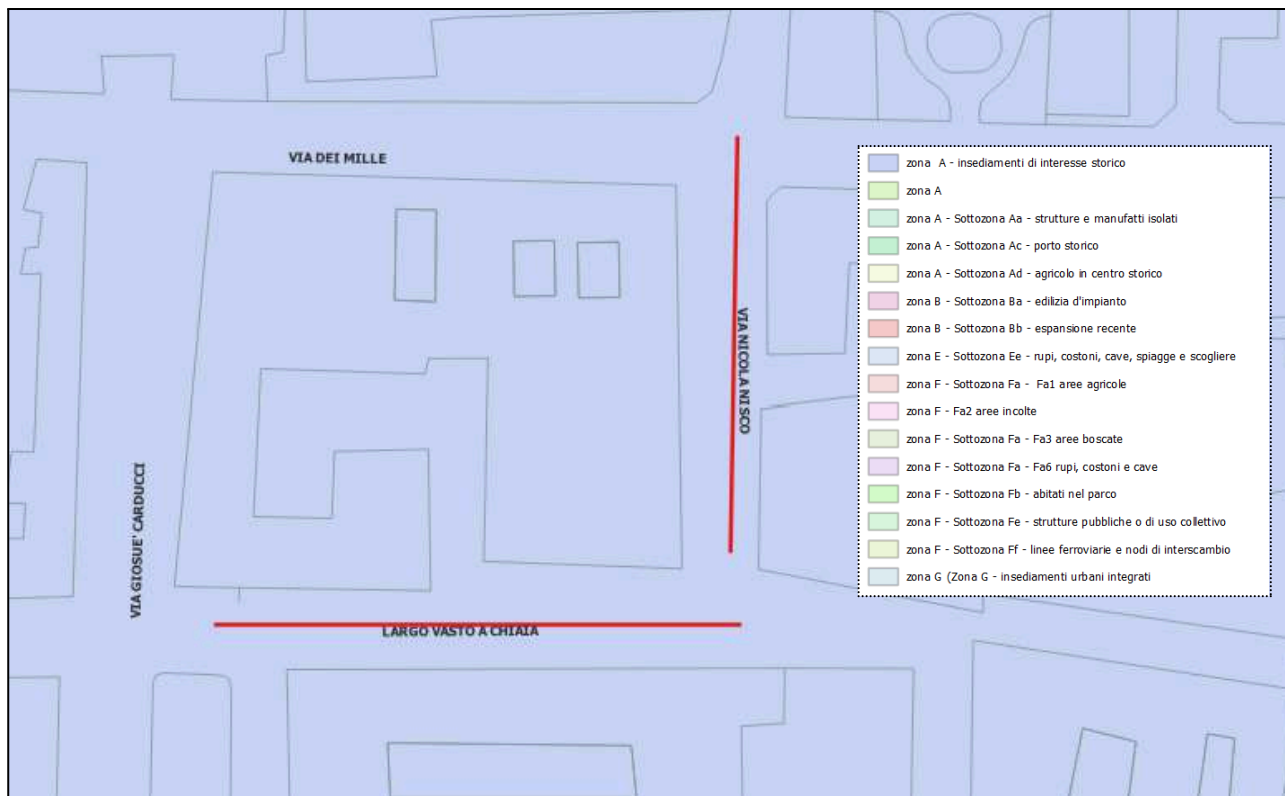 VIA DEI MILLE
VIA NICOLA NISCO
VIA GIOSUE' CARDUCCI
LARGO VASTO A CHIAIA
zona A - insediamenti di interesse storico
zona A
zona A - Sottozona Aa - strutture e manufatti isolati
zona A - Sottozona Ac - porto storico
zona A - Sottozona Ad - agricolo in centro storico
zona B - Sottozona Ba - edilizia d'impianto
zona B - Sottozona Bb - espansione recente
zona E - Sottozona Ee - rupi, costoni, cave, spiagge e scogliere
zona F - Sottozona Fa - Fa1 aree agricole
zona F - Fa2 aree incolte
zona F - Sottozona Fa - Fa3 aree boscate
zona F - Sottozona Fa - Fa6 rupi, costoni e cave
zona F - Sottozona Fb - abitati nel parco
zona F - Sottozona Fe - strutture pubbliche o di uso collettivo
zona F - Sottozona Ff - linee ferroviarie e nodi di interscambio
zona G (Zona G - insediamenti urbani integrati